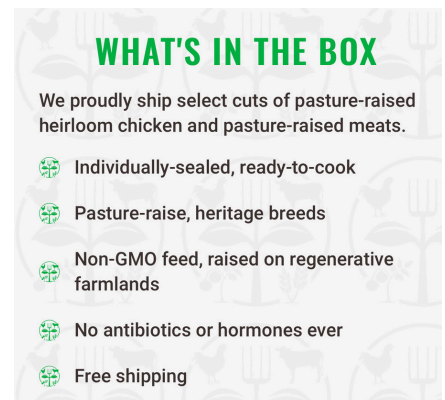 WHAT'S IN THE BOX
We proudly ship select cuts of pasture-raised
heirloom chicken and pasture-raised meats.
Individually-sealed, ready-to-cook
Pasture-raise, heritage breeds
Non-GMO feed, raised on regenerative
farmlands
No antibiotics or hormones ever
Free shipping